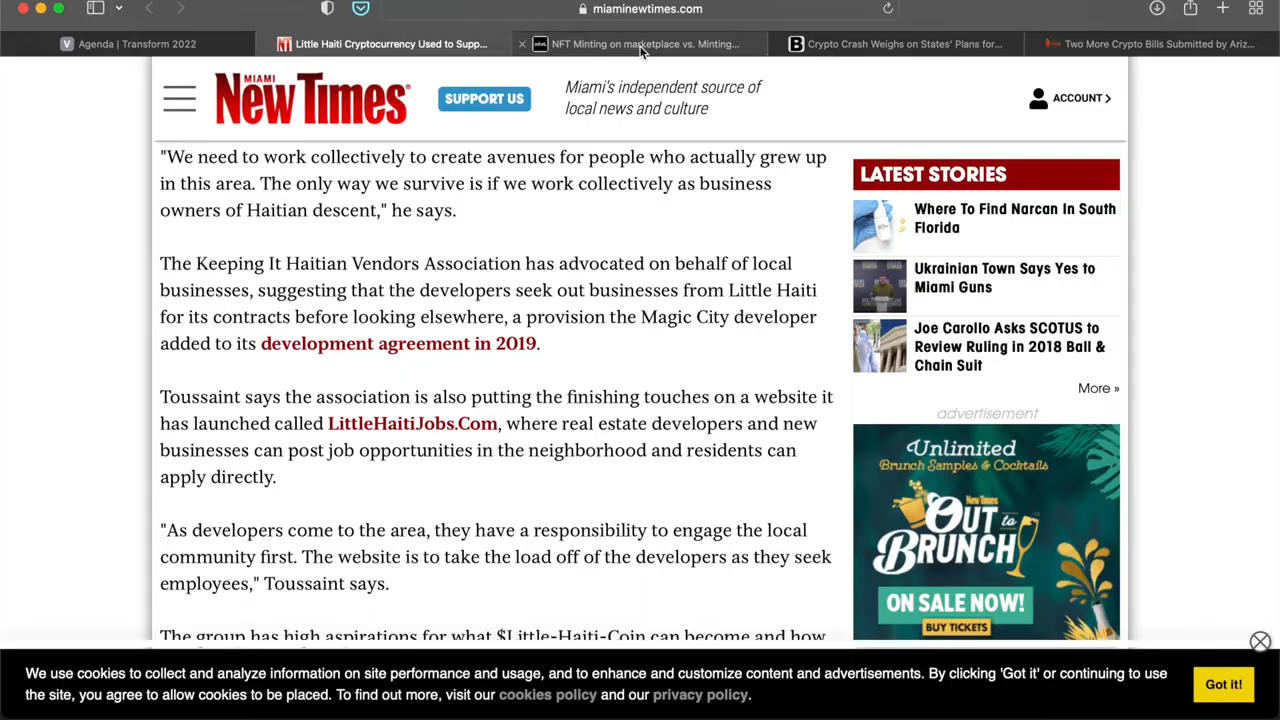 miaminewtimes.com
Agenda | Transform 2022
Little Haiti Cryptocurrency Used to Supp...
NFT Minting on marketplace vs. Minting...
Crypto Crash Weighs on States' Plans for...
Two More Crypto Bills Submitted by Ariz...
MIAMI
New Times
SUPPORT US
Miami's independent source of
local news and culture
ACCOUNT >
"We need to work collectively to create avenues for people who actually grew up
in this area. The only way we survive is if we work collectively as business
owners of Haitian descent," he says.
The Keeping It Haitian Vendors Association has advocated on behalf of local
businesses, suggesting that the developers seek out businesses from Little Haiti
for its contracts before looking elsewhere, a provision the Magic City developer
added to its development agreement in 2019.
Toussaint says the association is also putting the finishing touches on a website it
has launched called LittleHaitiJobs.Com, where real estate developers and new
businesses can post job opportunities in the neighborhood and residents can
apply directly.
"As developers come to the area, they have a responsibility to engage the local
community first. The website is to take the load off of the developers as they seek
employees," Toussaint says.
The group has high aspirations for what $Little-Haiti-Coin can become and how
LATEST STORIES
Where To Find Narcan In South
Florida
Ukrainian Town Says Yes to
Miami Guns
Joe Carollo Asks SCOTUS to
Review Ruling in 2018 Ball &
Chain Suit
More »
advertisement
Unlimited
Brunch Samples & Cocktails
New Times
OUT to
BRUNCH
ON SALE NOW!
BUY TICKETS
We use cookies to collect and analyze information on site performance and usage, and to enhance and customize content and advertisements. By clicking 'Got it' or continuing to use
the site, you agree to allow cookies to be placed. To find out more, visit our cookies policy and our privacy policy.
Got it!